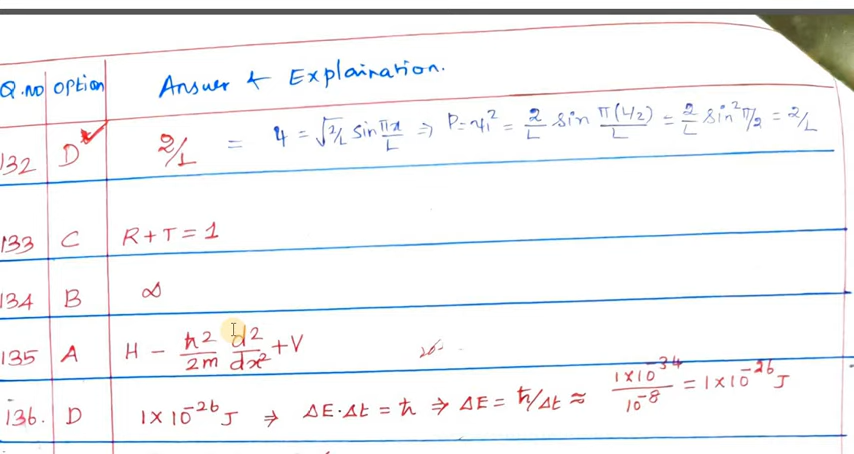 Q.no Option Answer & Explaination.
132 D 2/L = ψ = √2/L sin πx/L ⇒ P = ψ₁² = 2/L sin π(L/2)/L = 2/L sin² π/2 = 2/L
133 C R + T = 1
134 B ∞
135 A H - ħ²/2m d²/dx² + V
136. D 1 × 10⁻²⁶ J ⇒ ΔE·Δt = ħ ⇒ ΔE = ħ/Δt ≈ 1×10⁻³⁴/10⁻⁸ = 1×10⁻²⁶ J